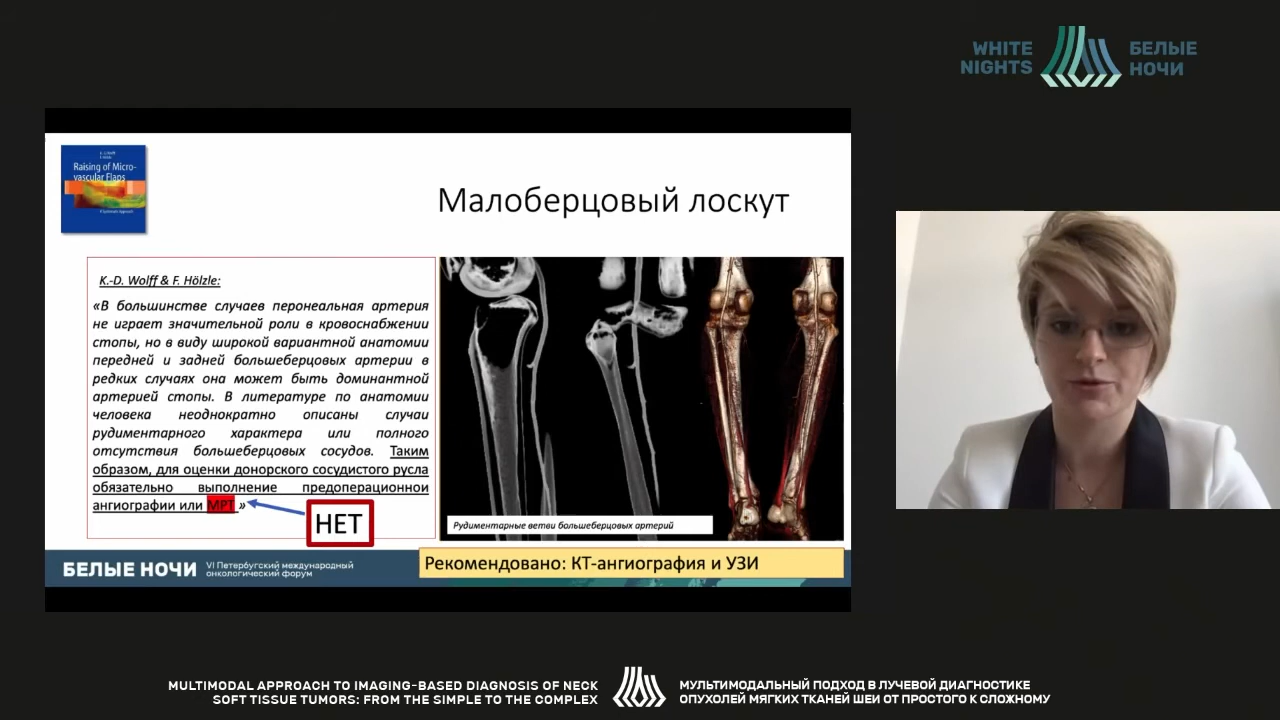 WHITE
NIGHTS
БЕЛЫЕ
НОЧИ
Raising of Micro-
vascular Flaps
Малоберцовый лоскут
K.-D. Wolff & F. Hölzle:
«В большинстве случаев перонеальная артерия
не играет значительной роли в кровоснабжении
стопы, но в виду широкой вариантной анатомии
передней и задней большеберцовых артерии в
редких случаях она может быть доминантной
артерией стопы. В литературе по анатомии
человека неоднократно описаны случаи
рудиментарного характера или полного
отсутствия большеберцовых сосудов. Таким
образом, для оценки донорского сосудистого русла
обязательно выполнение предоперационной
ангиографии или МРТ »
НЕТ
Рудиментарные ветви большеберцовых артерий
Рекомендовано: КТ-ангиография и УЗИ
БЕЛЫЕ НОЧИ
VI Петербургский международный
онкологический форум
MULTIMODAL APPROACH TO IMAGING-BASED DIAGNOSIS OF NECK
SOFT TISSUE TUMORS: FROM THE SIMPLE TO THE COMPLEX
МУЛЬТИМОДАЛЬНЫЙ ПОДХОД В ЛУЧЕВОЙ ДИАГНОСТИКЕ
ОПУХОЛЕЙ МЯГКИХ ТКАНЕЙ ШЕИ ОТ ПРОСТОГО К СЛОЖНОМУ